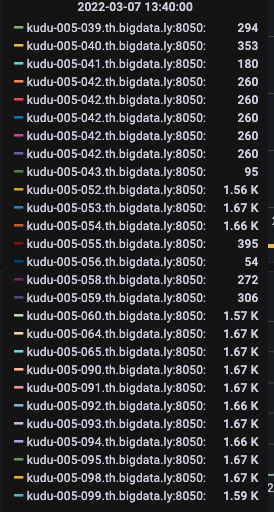 2022-03-07 13:40:00
kudu-005-039.th.bigdata.ly:8050: 294
kudu-005-040.th.bigdata.ly:8050: 353
kudu-005-041.th.bigdata.ly:8050: 180
kudu-005-042.th.bigdata.ly:8050: 260
kudu-005-042.th.bigdata.ly:8050: 260
kudu-005-042.th.bigdata.ly:8050: 260
kudu-005-042.th.bigdata.ly:8050: 260
kudu-005-042.th.bigdata.ly:8050: 260
kudu-005-043.th.bigdata.ly:8050: 95
kudu-005-052.th.bigdata.ly:8050: 1.56 K
kudu-005-053.th.bigdata.ly:8050: 1.67 K
kudu-005-054.th.bigdata.ly:8050: 1.66 K
kudu-005-055.th.bigdata.ly:8050: 395
kudu-005-056.th.bigdata.ly:8050: 54
kudu-005-058.th.bigdata.ly:8050: 272
kudu-005-059.th.bigdata.ly:8050: 306
kudu-005-060.th.bigdata.ly:8050: 1.57 K
kudu-005-064.th.bigdata.ly:8050: 1.67 K
kudu-005-065.th.bigdata.ly:8050: 1.67 K
kudu-005-090.th.bigdata.ly:8050: 1.67 K
kudu-005-091.th.bigdata.ly:8050: 1.67 K
kudu-005-092.th.bigdata.ly:8050: 1.66 K
kudu-005-093.th.bigdata.ly:8050: 1.67 K
kudu-005-094.th.bigdata.ly:8050: 1.66 K
kudu-005-095.th.bigdata.ly:8050: 1.67 K
kudu-005-098.th.bigdata.ly:8050: 1.67 K
kudu-005-099.th.bigdata.ly:8050: 1.59 K